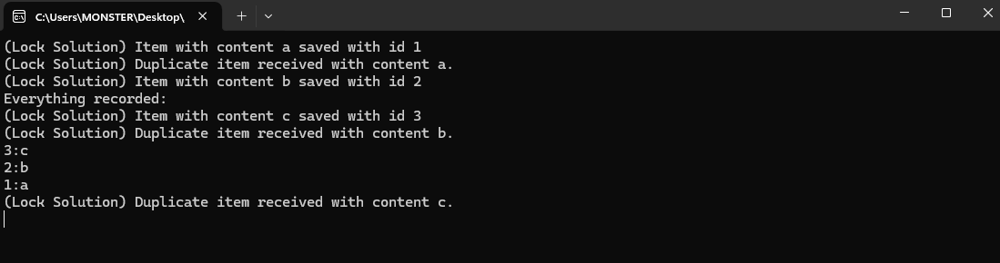 C:\Users\MONSTER\Desktop\
(Lock Solution) Item with content a saved with id 1
(Lock Solution) Duplicate item received with content a.
(Lock Solution) Item with content b saved with id 2
Everything recorded:
(Lock Solution) Item with content c saved with id 3
(Lock Solution) Duplicate item received with content b.
3:c
2:b
1:a
(Lock Solution) Duplicate item received with content c.